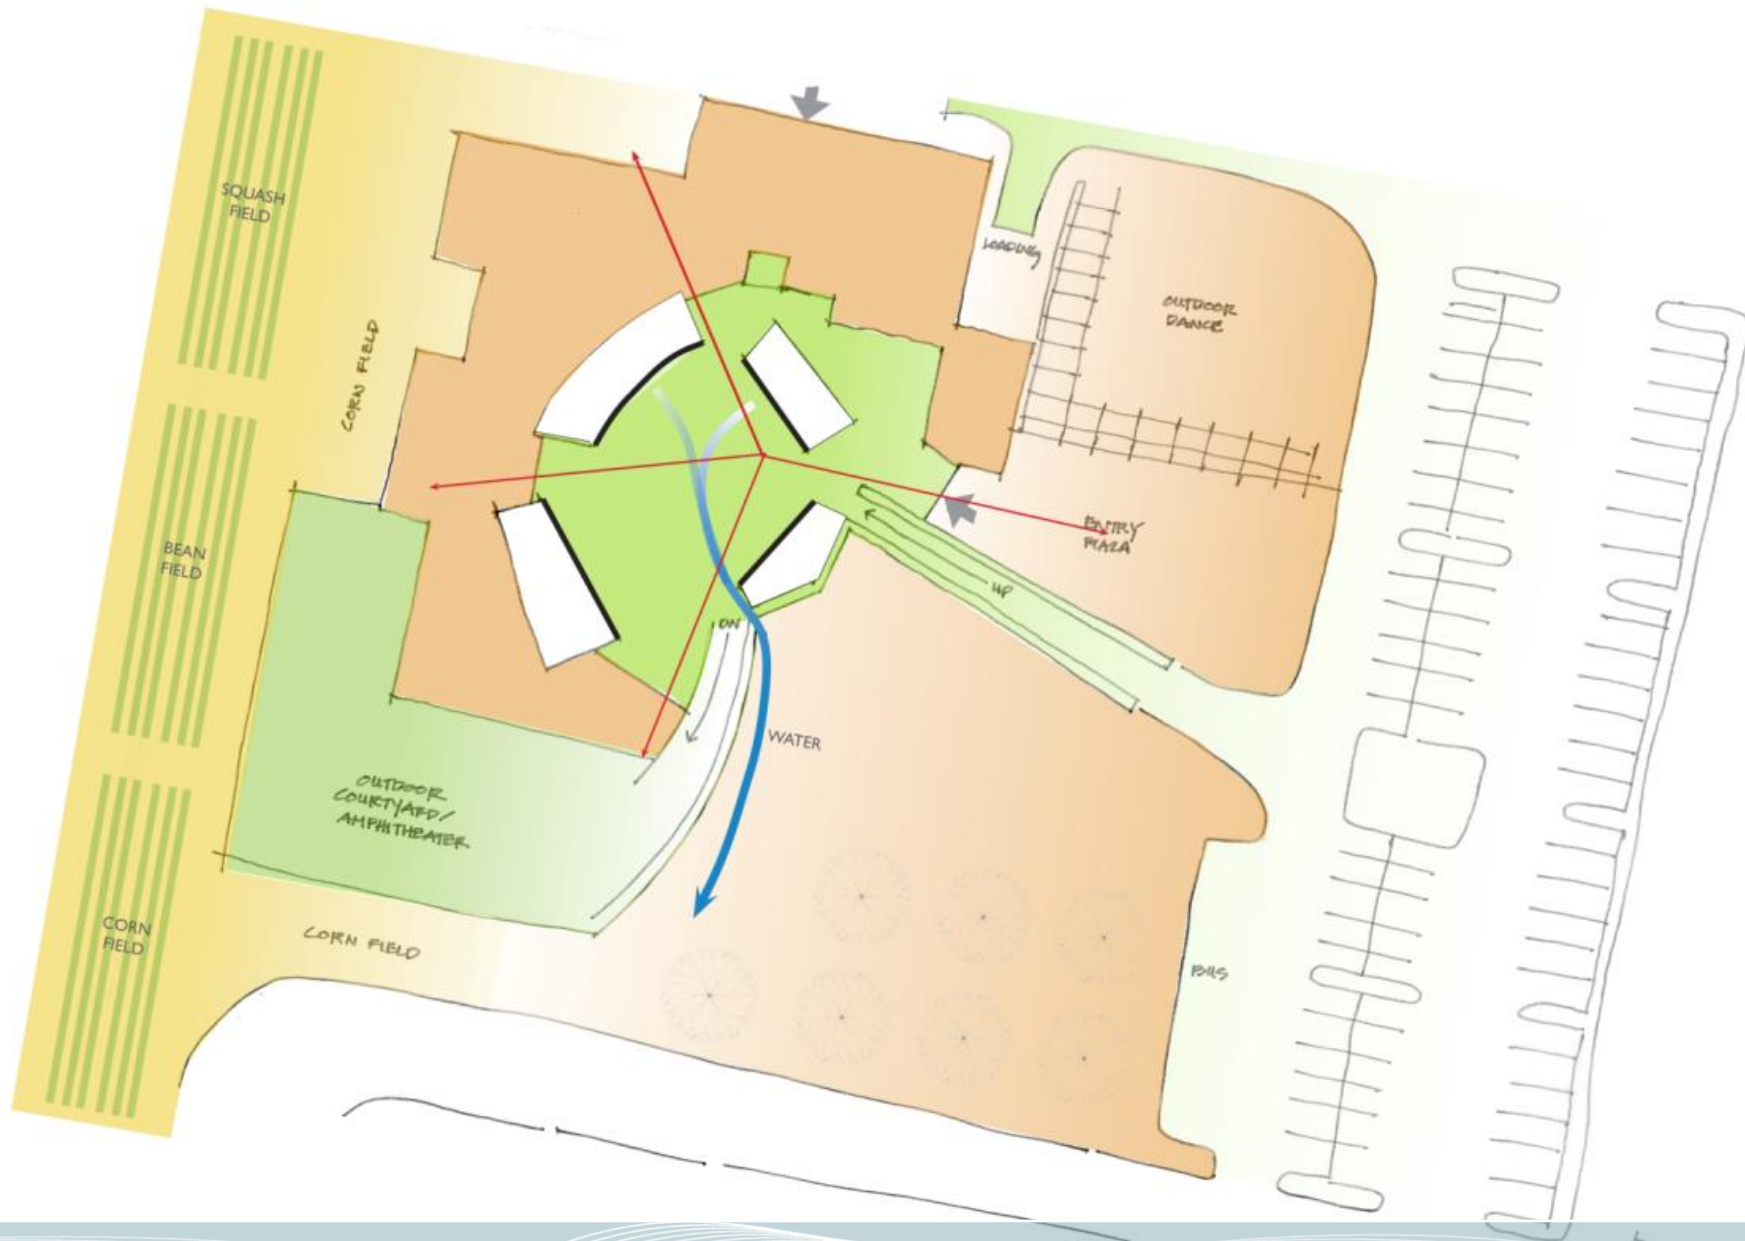 SQUASH
FIELD
LOADING
OUTDOOR
DANCE
CORN FIELD
ENTRY
PLAZA
BEAN
FIELD
UP
DN
WATER
OUTDOOR
COURTYARD/
AMPHITHEATER
CORN
FIELD
CORN FIELD
BUS